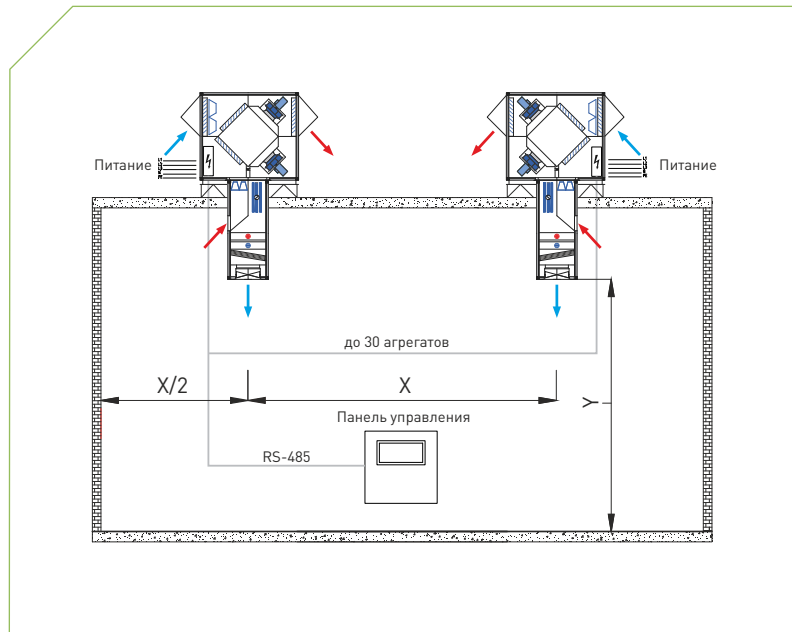 Питание
Питание
до 30 агрегатов
X/2
X
Y
Панель управления
RS-485